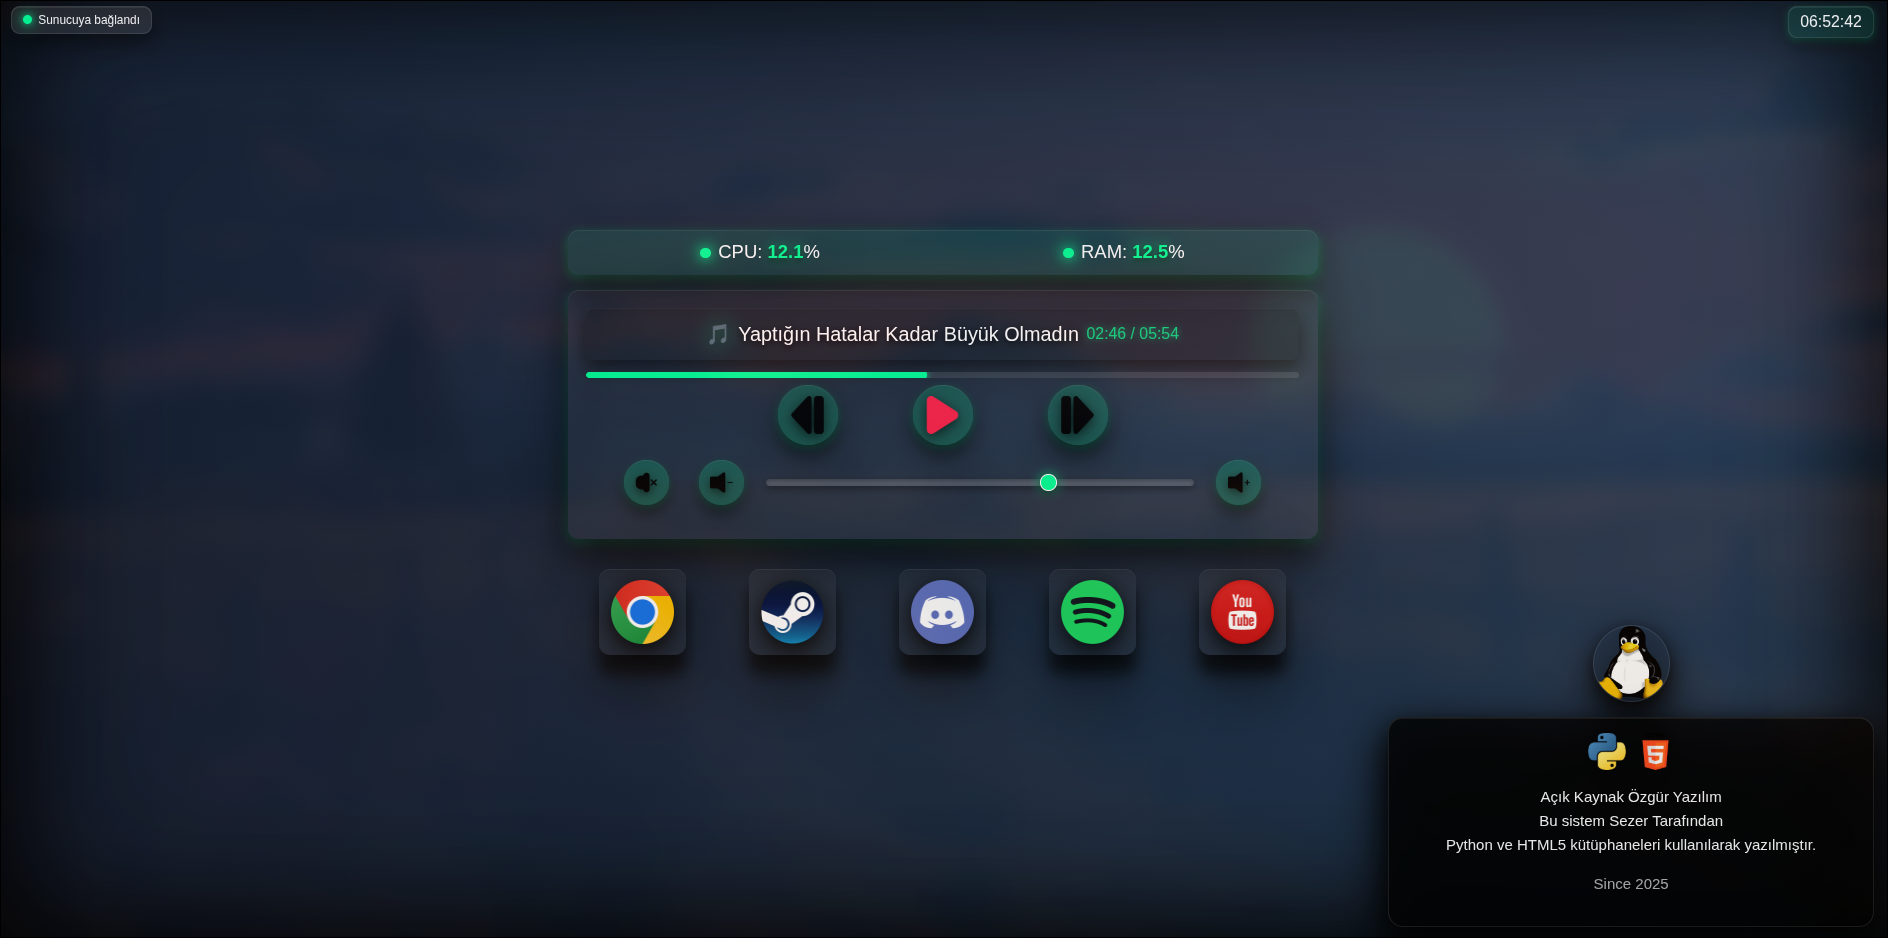 Sunucuya bağlandı
06:52:42
CPU: 12.1%
RAM: 12.5%
Yaptığın Hatalar Kadar Büyük Olmadın 02:46 / 05:54
You
Tube
5
Açık Kaynak Özgür Yazılım
Bu sistem Sezer Tarafından
Python ve HTML5 kütüphaneleri kullanılarak yazılmıştır.
Since 2025